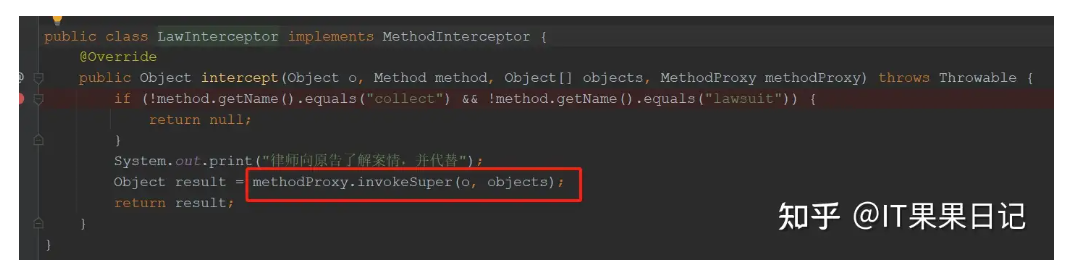 public class LawInterceptor implements MethodInterceptor {
@Override
public Object intercept(Object o, Method method, Object[] objects, MethodProxy methodProxy) throws Throwable {
if (!method.getName().equals("collect") && !method.getName().equals("lawsuit")) {
return null;
}
System.out.print("律师向原告了解案情，并代替");
Object result = methodProxy.invokeSuper(o, objects);
return result;
}
}
知乎 @IT果果日记